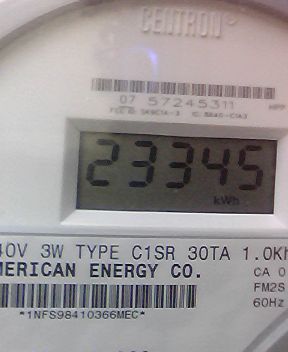 CENTRON
07 57245311
23345
kWh
40V 3W TYPE C1SR 30TA 1.0Kh
MERICAN ENERGY CO.
CA 0
FM2S
60Hz
*1NFS98410366MEC*